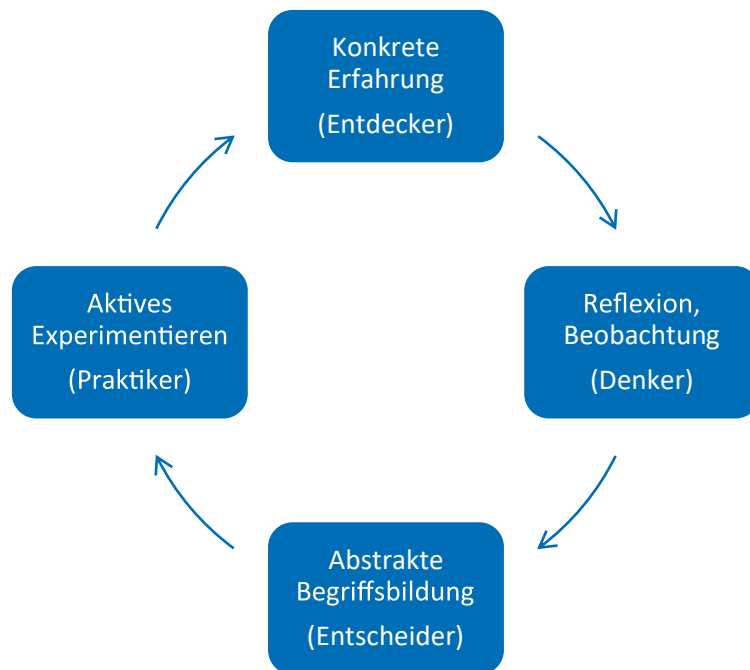 Konkrete
Erfahrung
(Entdecker)
Reflexion,
Beobachtung
(Denker)
Abstrakte
Begriffsbildung
(Entscheider)
Aktives
Experimentieren
(Praktiker)